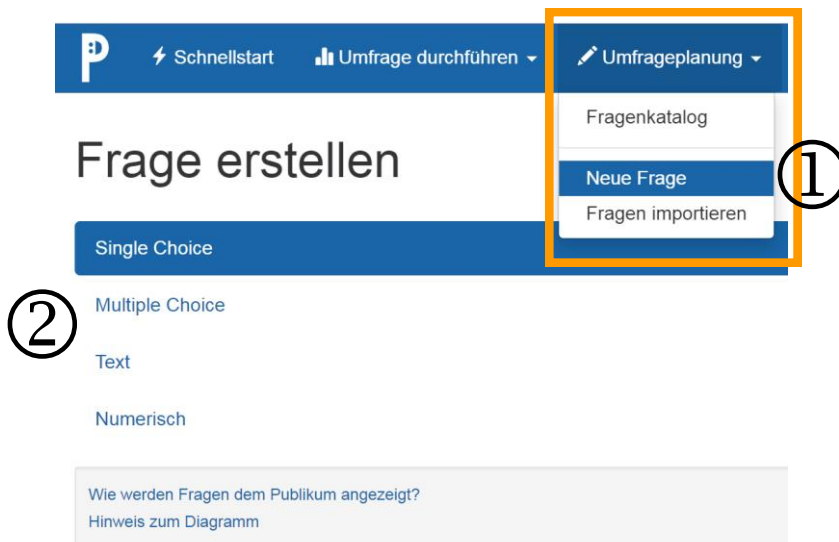 Schnellstart Umfrage durchführen Umfrageplanung
Fragenkatalog
Frage erstellen
Neue Frage
①
Fragen importieren
Single Choice
Multiple Choice
②
Text
Numerisch
Wie werden Fragen dem Publikum angezeigt?
Hinweis zum Diagramm